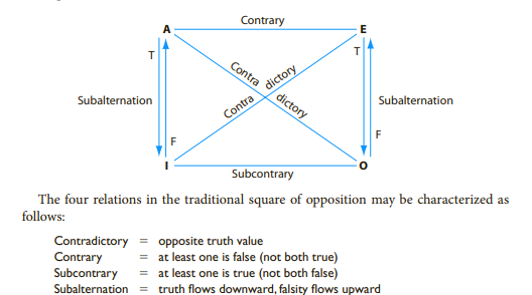 Contrary
A E
T T
Contra dictory
Subalternation Subalternation
Contra dictory
F F
I O
Subcontrary
The four relations in the traditional square of opposition may be characterized as
follows:
Contradictory = opposite truth value
Contrary = at least one is false (not both true)
Subcontrary = at least one is true (not both false)
Subalternation = truth flows downward, falsity flows upward